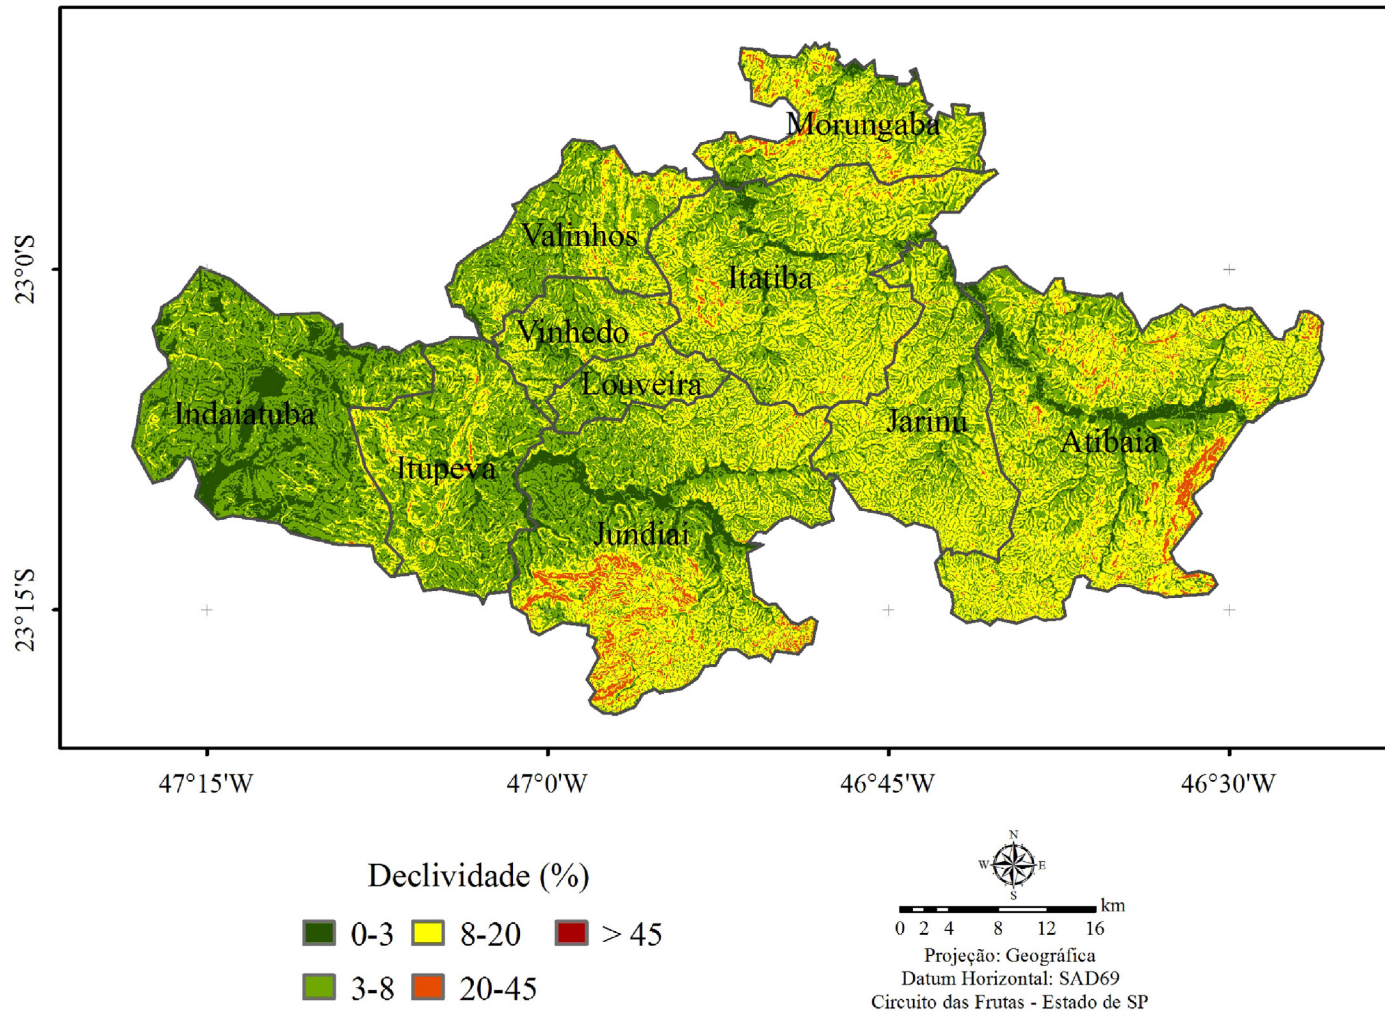 Morungaba
Valinhos
Itatiba
Vinhedo
Louveira
Indaiatuba
Itupeva
Jarinu
Atibaia
Jundiaí
23°0'S
23°15'S
47°15'W
47°0'W
46°45'W
46°30'W
Declividade (%)
0-3
8-20
> 45
3-8
20-45
N
W
E
S
km
0 2 4 8 12 16
Projeção: Geográfica
Datum Horizontal: SAD69
Circuito das Frutas - Estado de SP